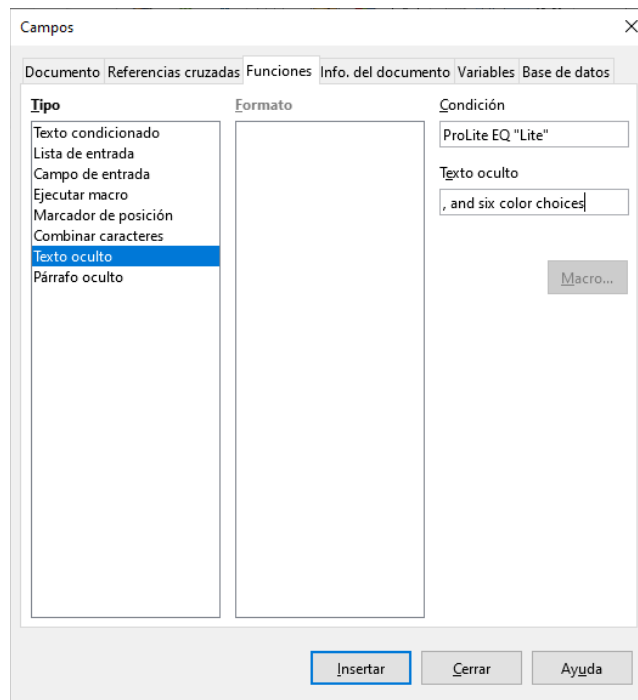 Campos
Documento Referencias cruzadas Funciones Info. del documento Variables Base de datos
Tipo
Texto condicionado
Lista de entrada
Campo de entrada
Ejecutar macro
Marcador de posición
Combinar caracteres
Texto oculto
Párrafo oculto
Formato
Condición
ProLite EQ "Lite"
Texto oculto
, and six color choices
Macro...
Insertar Cerrar Ayuda